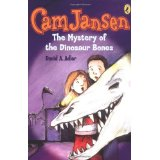 Cam Jansen
The Mystery of
the Dinosaur Bones
David A. Adler